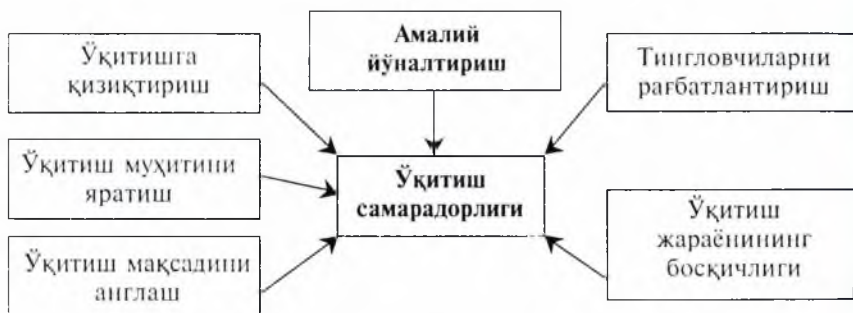 Ўқитишга
қизиқтириш
Амалий
йўналтириш
Тингловчиларни
рағбатлантириш
Ўқитиш муҳитини
яратиш
Ўқитиш
самарадорлиги
Ўқитиш мақсадини
англаш
Ўқитиш
жараёнининг
босқичлиги